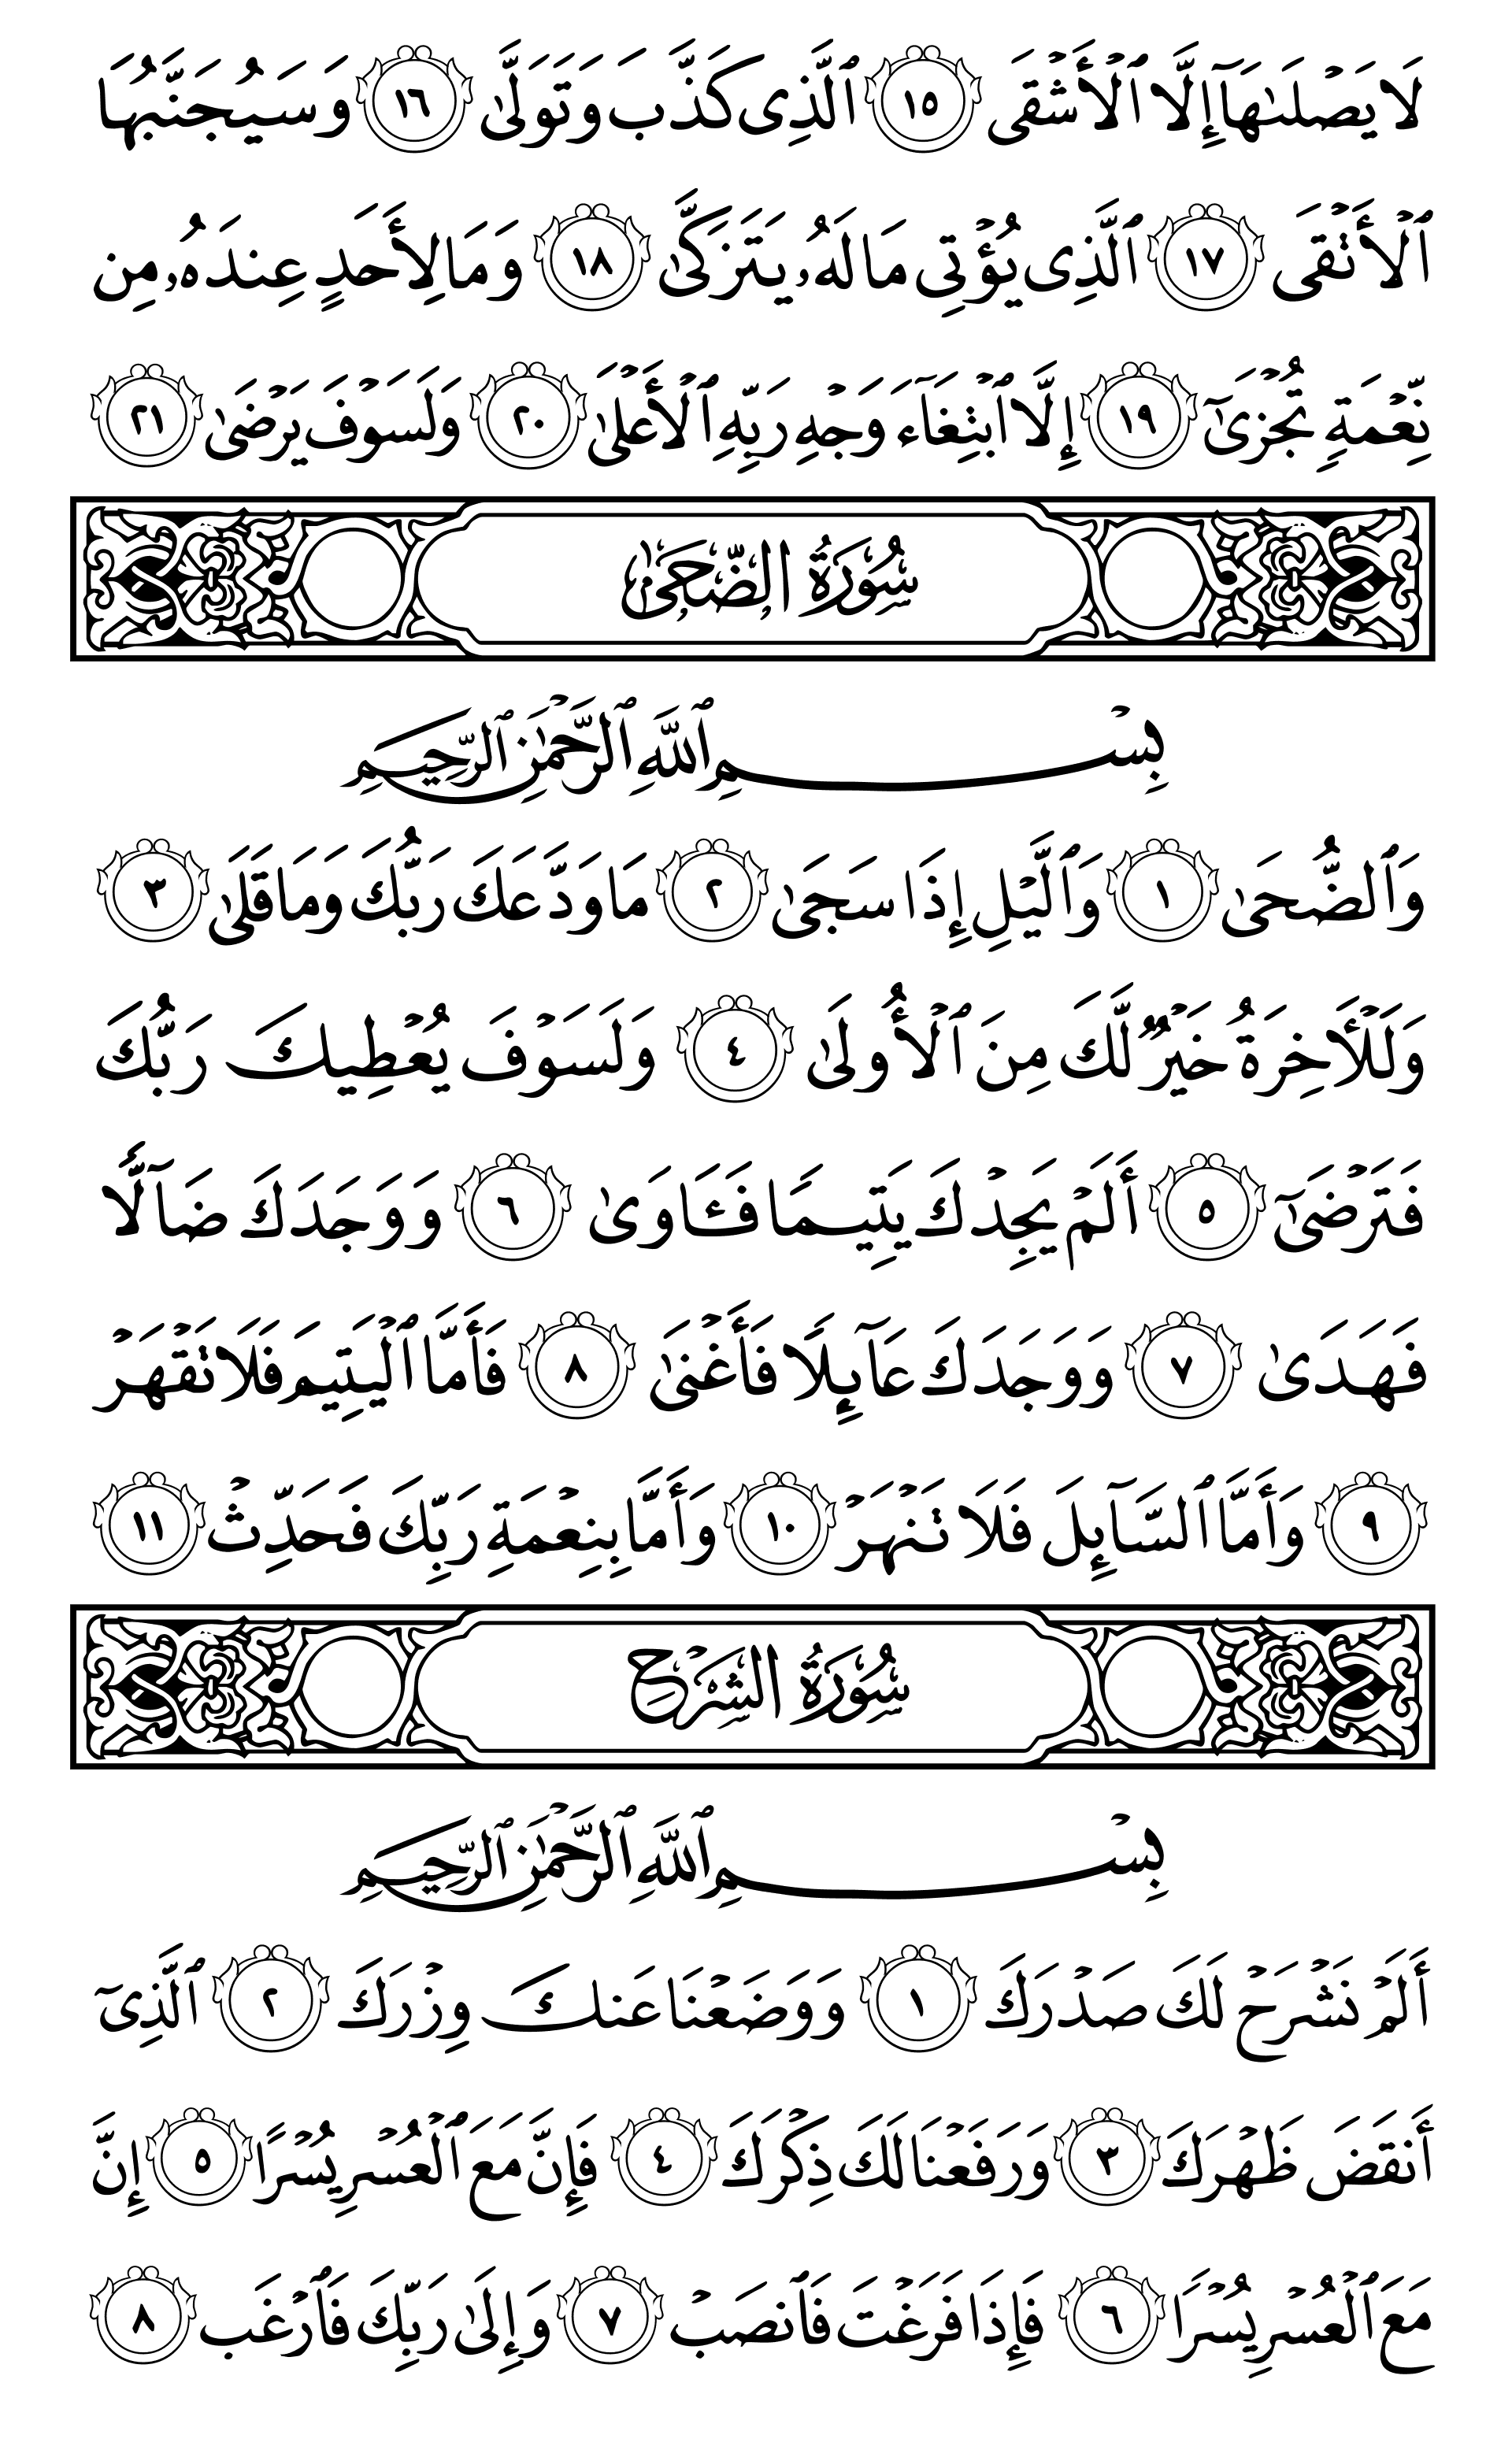 لَا يَصْلَىٰهَآ إِلَّا ٱلْأَشْقَى ١٥ ٱلَّذِى كَذَّبَ وَتَوَلَّىٰ ١٦ وَسَيُجَنَّبُهَا
ٱلْأَتْقَى ١٧ ٱلَّذِى يُؤْتِى مَالَهُۥ يَتَزَكَّىٰ ١٨ وَمَا لِأَحَدٍ عِندَهُۥ مِن
نِّعْمَةٍ تُجْزَىٰٓ ١٩ إِلَّا ٱبْتِغَآءَ وَجْهِ رَبِّهِ ٱلْأَعْلَىٰ ٢٠ وَلَسَوْفَ يَرْضَىٰ ٢١
سُورَةُ الضُّحَىٰ
بِسْمِ ٱللَّهِ ٱلرَّحْمَٰنِ ٱلرَّحِيمِ
وَٱلضُّحَىٰ ١ وَٱلَّيْلِ إِذَا سَجَىٰ ٢ مَا وَدَّعَكَ رَبُّكَ وَمَا قَلَىٰ ٣
وَلَلْأَخِرَةُ خَيْرٌ لَّكَ مِنَ ٱلْأُولَىٰ ٤ وَلَسَوْفَ يُعْطِيكَ رَبُّكَ
فَتَرْضَىٰٓ ٥ أَلَمْ يَجِدْكَ يَتِيمًا فَـَٔاوَىٰ ٦ وَوَجَدَكَ ضَآلًّا
فَهَدَىٰ ٧ وَوَجَدَكَ عَآئِلًا فَأَغْنَىٰ ٨ فَأَمَّا ٱلْيَتِيمَ فَلَا تَقْهَرْ
٩ وَأَمَّا ٱلسَّآئِلَ فَلَا تَنْهَرْ ١٠ وَأَمَّا بِنِعْمَةِ رَبِّكَ فَحَدِّثْ ١١
سُورَةُ الشَّرْحِ
بِسْمِ ٱللَّهِ ٱلرَّحْمَٰنِ ٱلرَّحِيمِ
أَلَمْ نَشْرَحْ لَكَ صَدْرَكَ ١ وَوَضَعْنَا عَنكَ وِزْرَكَ ٢ ٱلَّذِىٓ
أَنقَضَ ظَهْرَكَ ٣ وَرَفَعْنَا لَكَ ذِكْرَكَ ٤ فَإِنَّ مَعَ ٱلْعُسْرِ يُسْرًا ٥ إِنَّ
مَعَ ٱلْعُسْرِ يُسْرًا ٦ فَإِذَا فَرَغْتَ فَٱنصَبْ ٧ وَإِلَىٰ رَبِّكَ فَٱرْغَب ٨